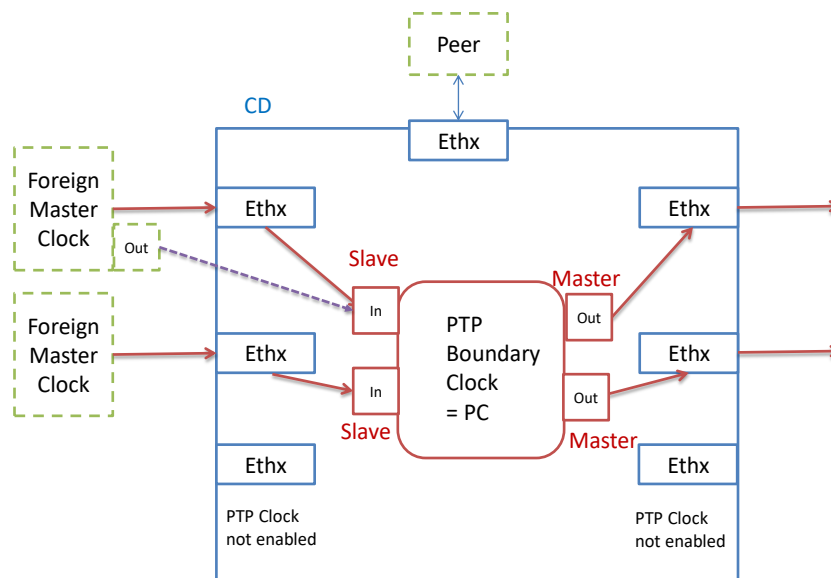 Peer
CD
Ethx
Foreign
Master
Clock
Out
Ethx
Ethx
Slave
In
Master
Out
Foreign
Master
Clock
Ethx
In
Slave
PTP
Boundary
Clock
= PC
Out
Master
Ethx
Ethx
Ethx
PTP Clock
not enabled
PTP Clock
not enabled